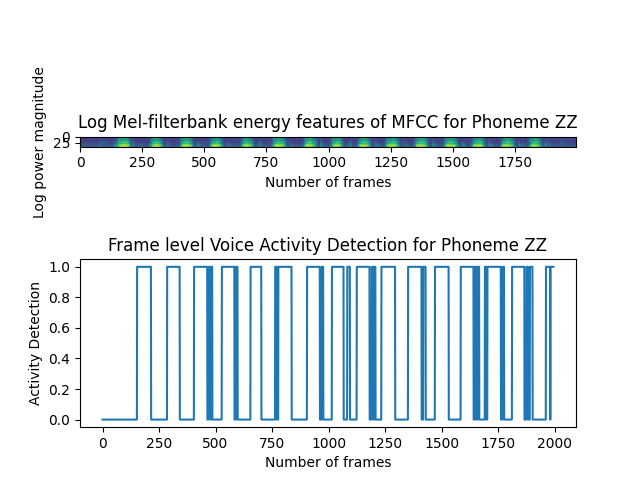 Log Mel-filterbank energy features of MFCC for Phoneme ZZ
Log power magnitude
0
25
0 250 500 750 1000 1250 1500 1750
Number of frames
Frame level Voice Activity Detection for Phoneme ZZ
Activity Detection
1.0
0.8
0.6
0.4
0.2
0.0
0 250 500 750 1000 1250 1500 1750 2000
Number of frames